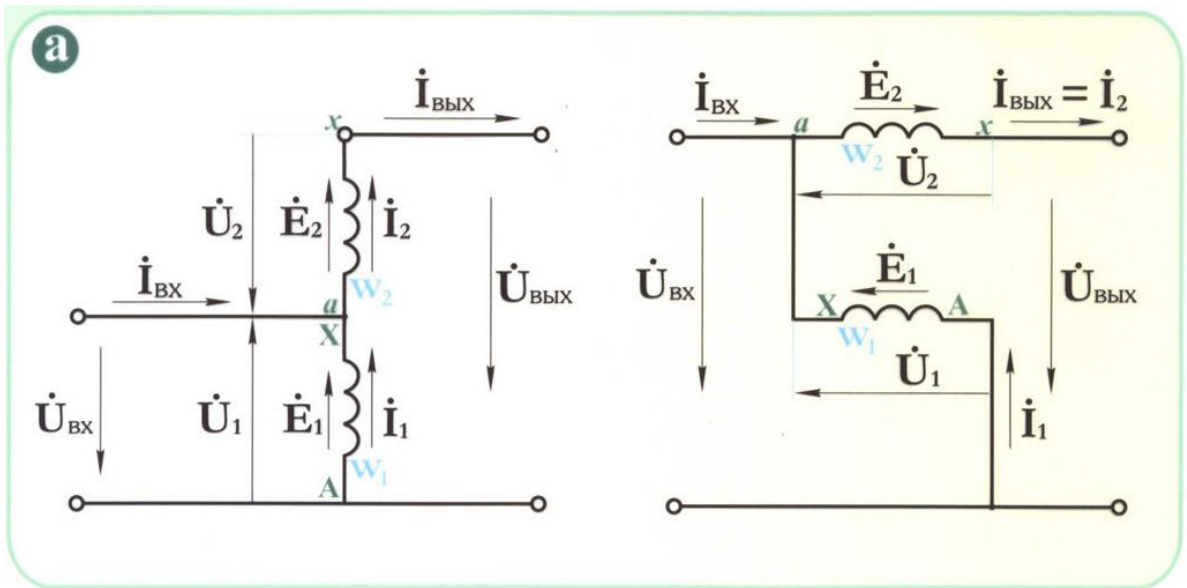 a
İвых
x
U̇₂
Ė₂
İ₂
İвх
a
w₂
X
U̇вых
U̇вх
U̇₁
Ė₁
İ₁
A
w₁
İвх
a
Ė₂
x
İвых = İ₂
w₂
U̇₂
U̇вх
Ė₁
U̇вых
X
A
w₁
U̇₁
İ₁